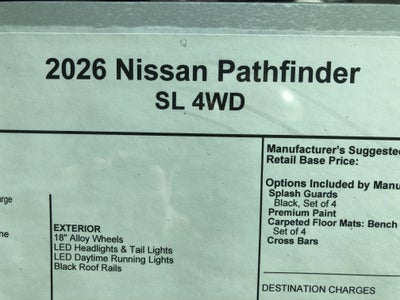 2026 Nissan Pathfinder
SL 4WD
Manufacturer's Suggested
Retail Base Price:
Options Included by Manu
Splash Guards
Black, Set of 4
Premium Paint
Carpeted Floor Mats: Bench
Set of 4
Cross Bars
EXTERIOR
18" Alloy Wheels
LED Headlights & Tail Lights
LED Daytime Running Lights
Black Roof Rails
DESTINATION CHARGES